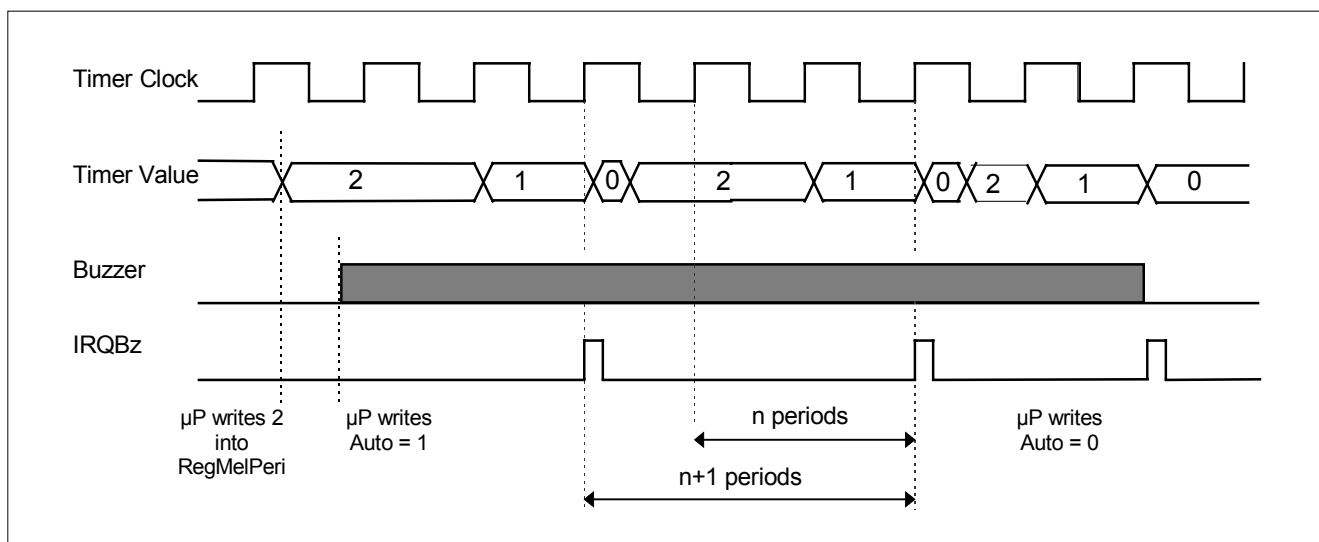 Timer Clock
Timer Value
2
1
0
2
1
0
2
1
0
Buzzer
IRQBz
µP writes 2
into
RegMelPeri
µP writes
Auto = 1
n periods
µP writes
Auto = 0
n+1 periods